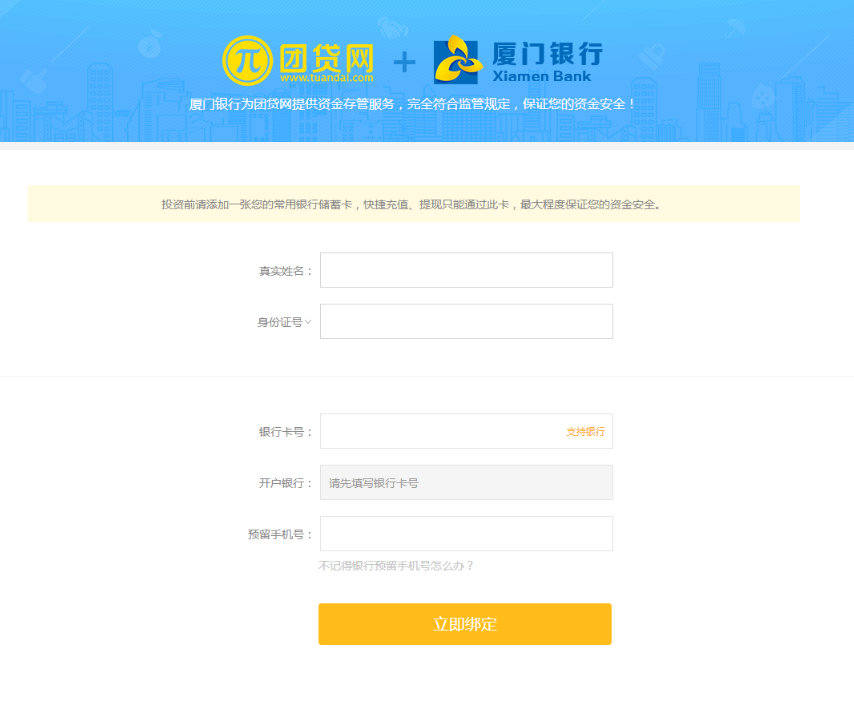 团贷网
www.tuandai.com
+
厦门银行
Xiamen Bank
厦门银行为团贷网提供资金存管服务，完全符合监管规定，保证您的资金安全！
投资前请添加一张您的常用银行储蓄卡，快捷充值、提现只能通过此卡，最大程度保证您的资金安全。
真实姓名：
身份证号
银行卡号：
支持银行
开户银行：
请先填写银行卡号
预留手机号：
不记得银行预留手机号怎么办？
立即绑定